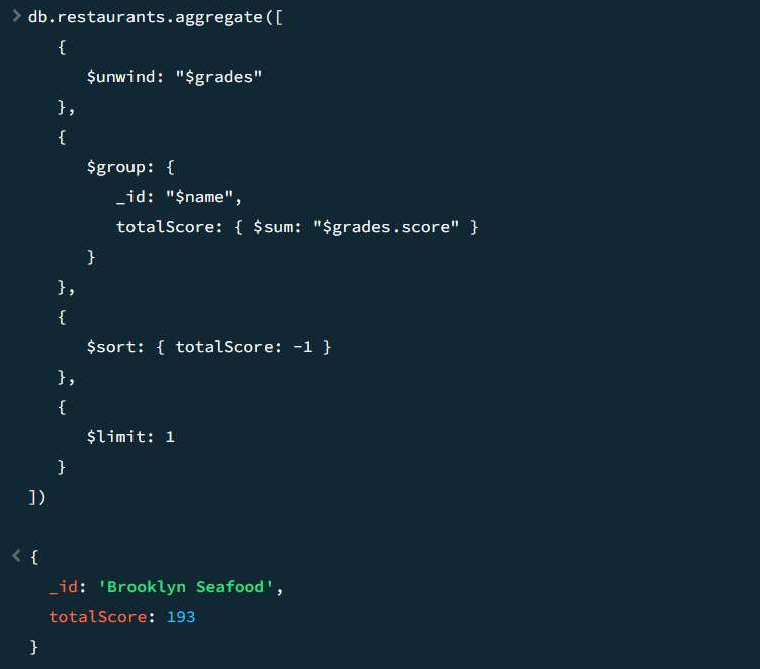 > db.restaurants.aggregate([
{
$unwind: "$grades"
},
{
$group: {
_id: "$name",
totalScore: { $sum: "$grades.score" }
}
},
{
$sort: { totalScore: -1 }
},
{
$limit: 1
}
])
< {
_id: 'Brooklyn Seafood',
totalScore: 193
}